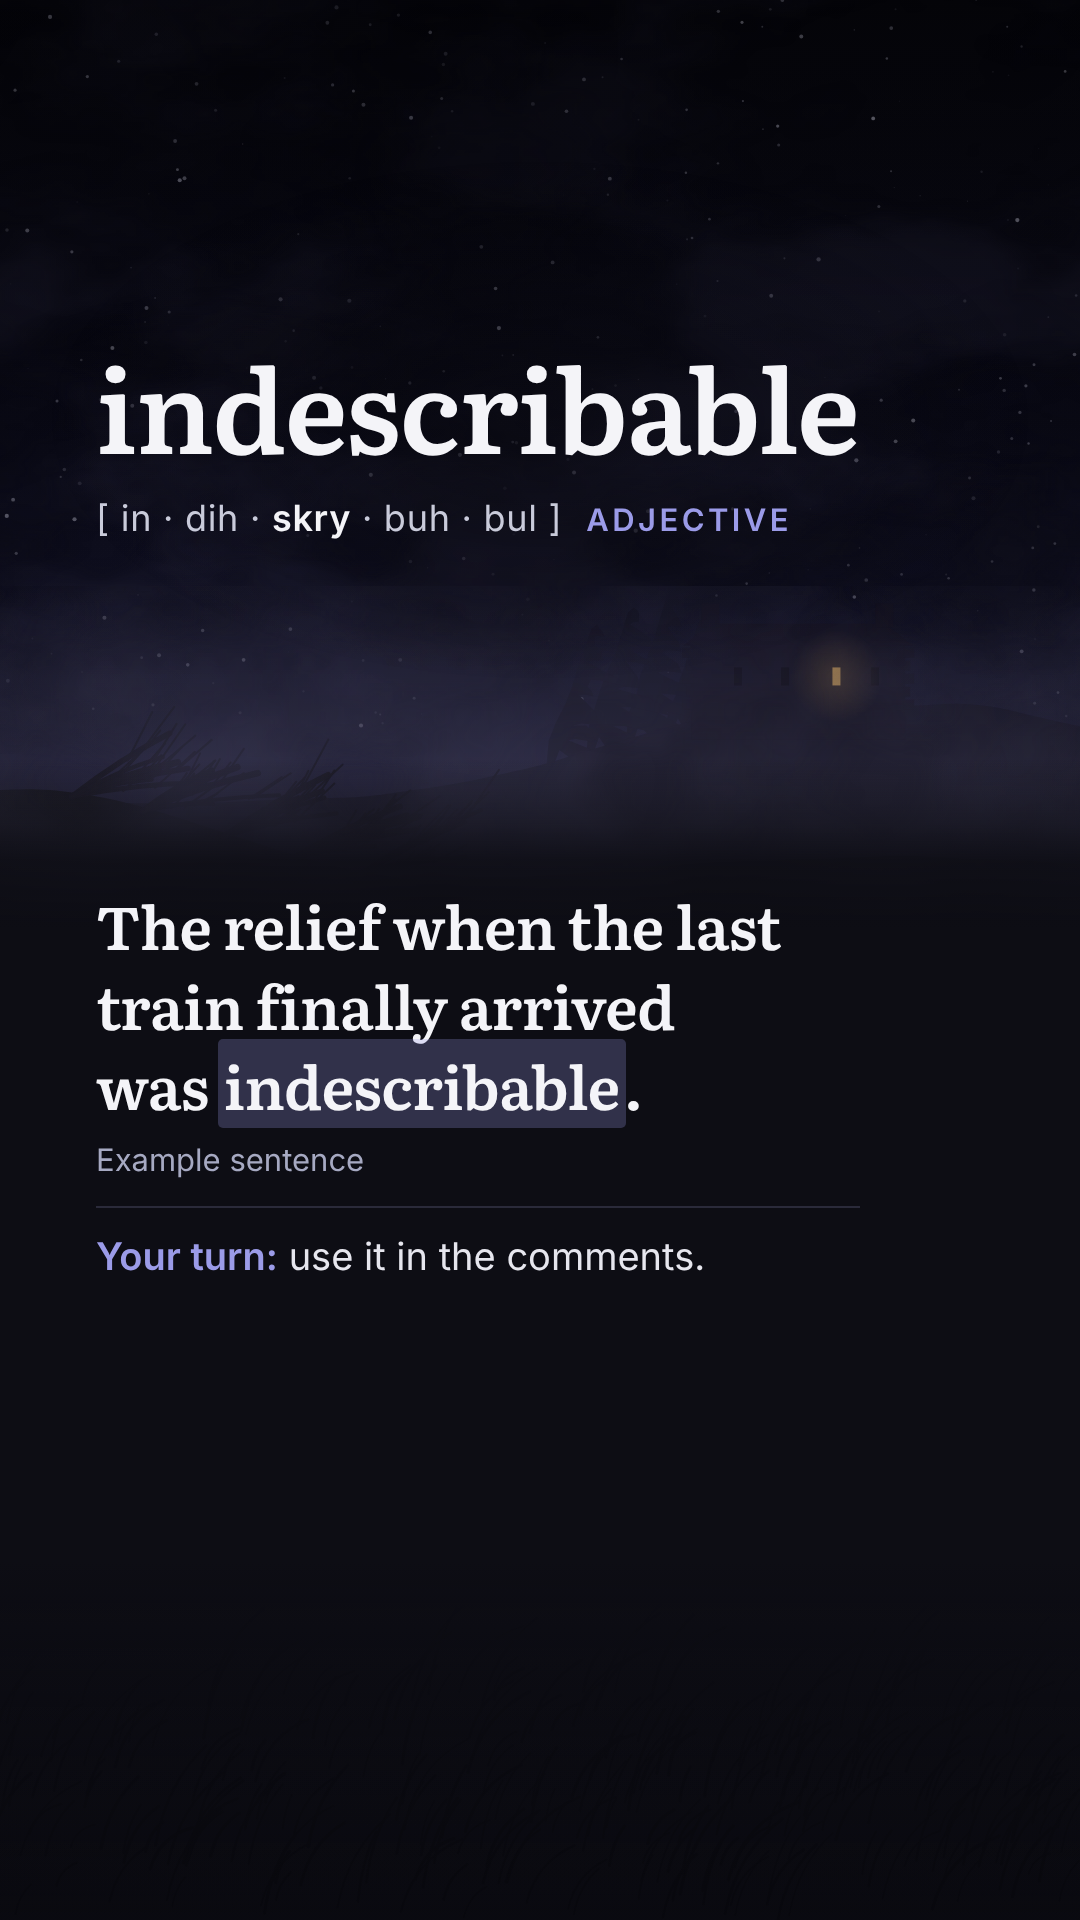 indescribable
[ in · dih · skry · buh · bul ] ADJECTIVE
The relief when the last
train finally arrived
was indescribable.
Example sentence
Your turn: use it in the comments.